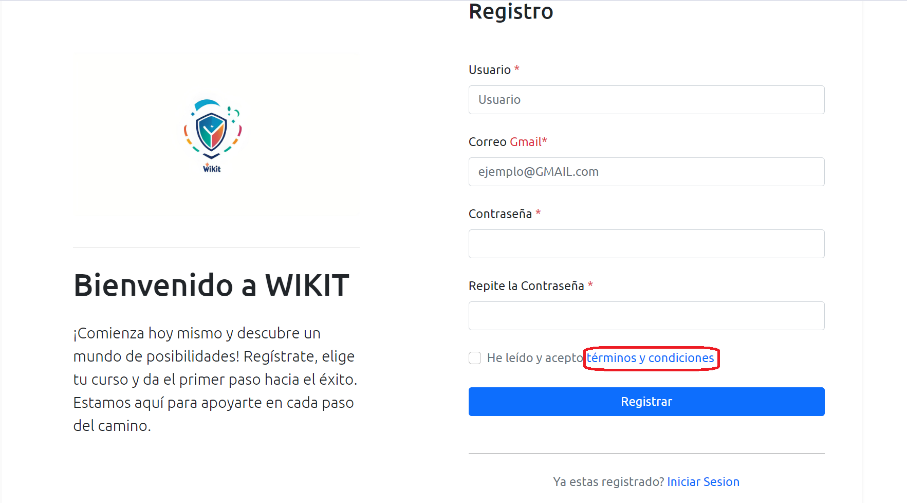 Registro
Usuario *
Usuario
Correo Gmail*
ejemplo@GMAIL.com
Contraseña *
Repite la Contraseña *
He leído y acepto términos y condiciones
Registrar
Ya estas registrado? Iniciar Sesion
Wikit
Bienvenido a WIKIT
¡Comienza hoy mismo y descubre un
mundo de posibilidades! Regístrate, elige
tu curso y da el primer paso hacia el éxito.
Estamos aquí para apoyarte en cada paso
del camino.